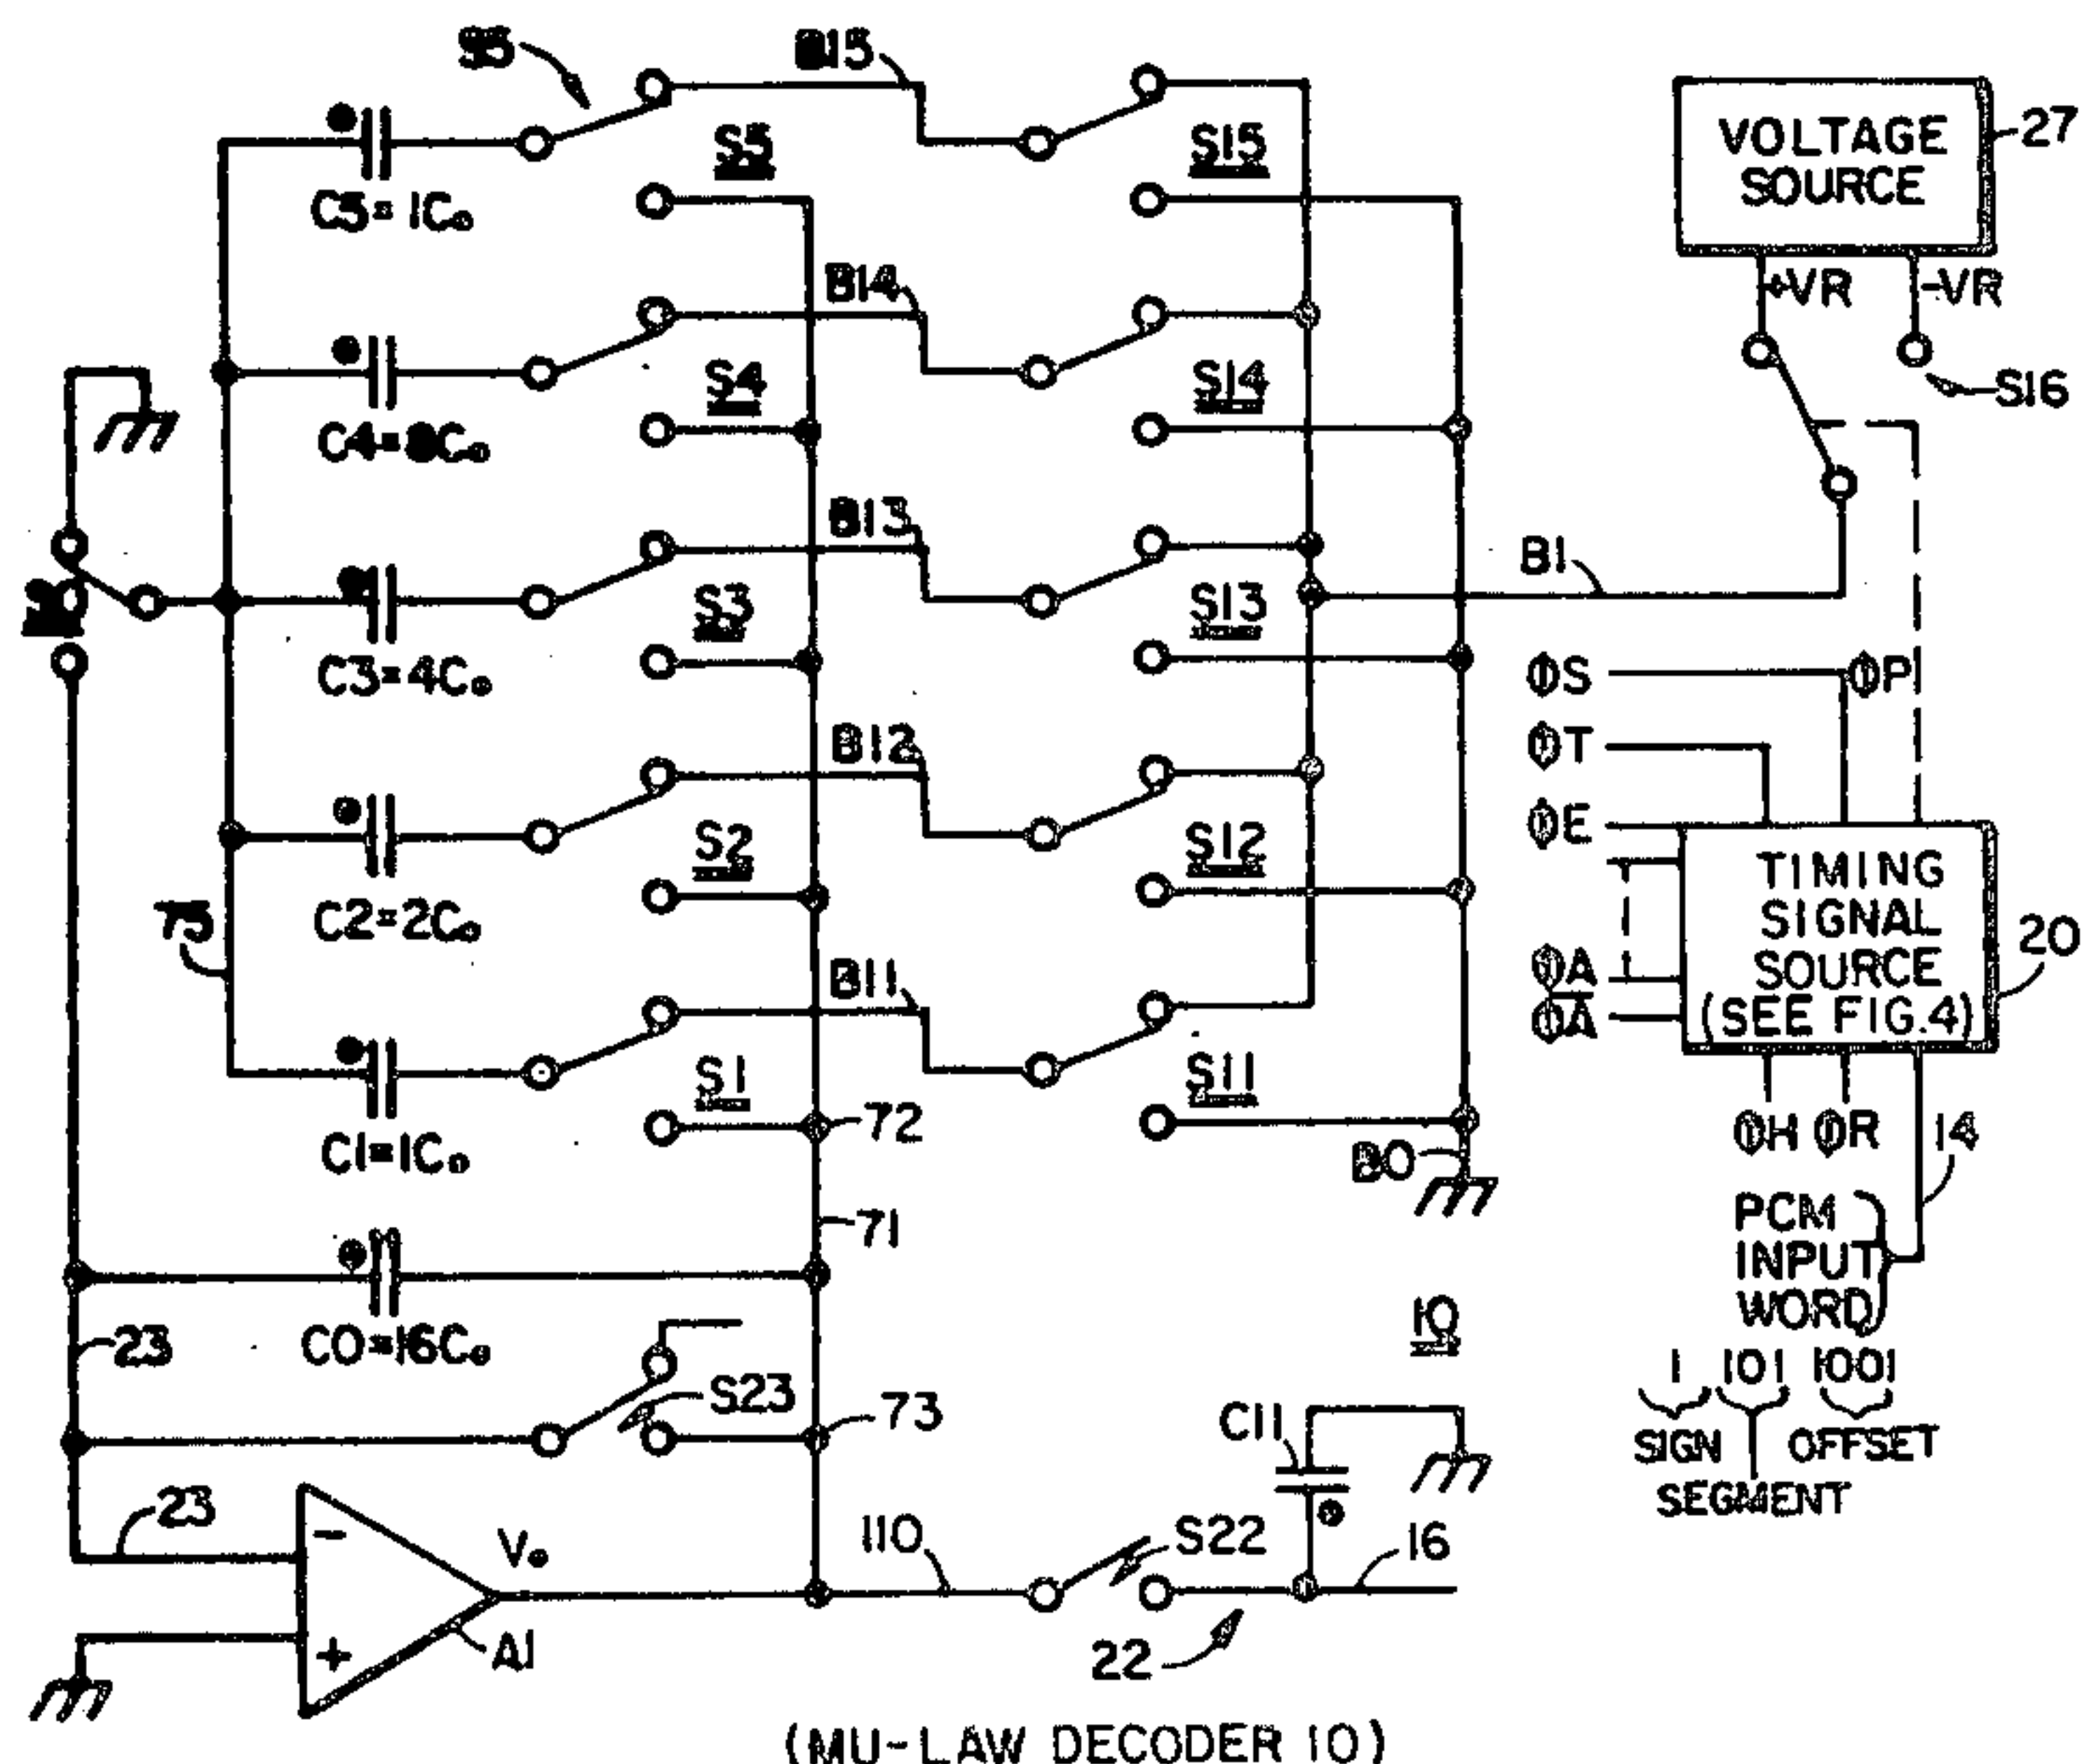 S5
B15
VOLTAGE
SOURCE
27
S5
S15
C5=1C₀
+VR
-VR
B14
S4
S14
S16
C4=8C₀
B13
S3
S13
B1
C3=4C₀
ΦS
ΦP
ΦT
B12
ΦE
S2
S12
TIMING
SIGNAL
SOURCE
(SEE FIG.4)
20
C2=2C₀
75
ΦA
Φ̅A̅
B11
S1
S11
72
C1=1C₀
B0
ΦH ΦR
14
71
PCM
INPUT
WORD
C0=16C₀
23
10
1 101 1001
S23
73
C11
SIGN
OFFSET
SEGMENT
23
-
V₀
110
S22
16
+
A1
22
(MU-LAW DECODER 10)